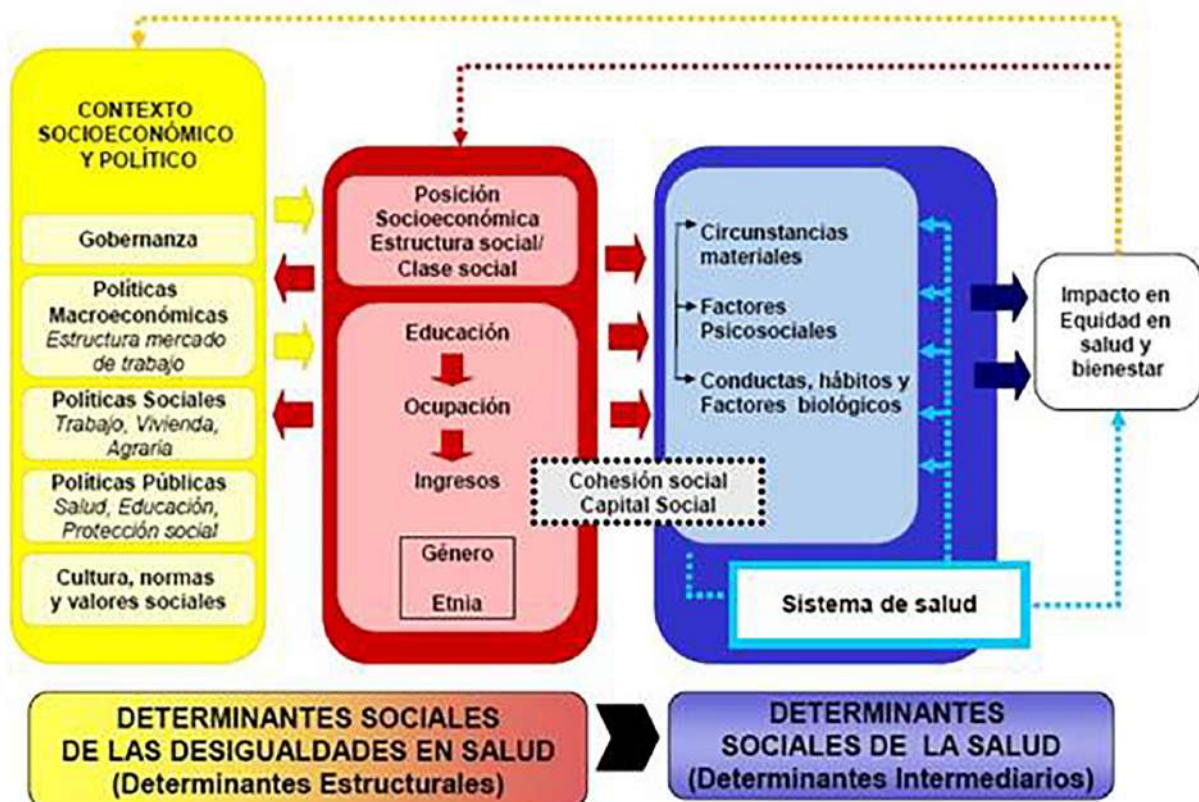 CONTEXTO
SOCIOECONÓMICO
Y POLÍTICO
Gobernanza
Políticas
Macroeconómicas
Estructura mercado
de trabajo
Políticas Sociales
Trabajo, Vivienda,
Agraria
Políticas Públicas
Salud, Educación,
Protección social
Cultura, normas
y valores sociales
Posición
Socioeconómica
Estructura social/
Clase social
Educación
Ocupación
Ingresos
Género
Etnia
Cohesión social
Capital Social
Circunstancias
materiales
Factores
Psicosociales
Conductas, hábitos y
Factores biológicos
Sistema de salud
Impacto en
Equidad en
salud y
bienestar
DETERMINANTES SOCIALES
DE LAS DESIGUALDADES EN SALUD
(Determinantes Estructurales)
DETERMINANTES
SOCIALES DE LA SALUD
(Determinantes Intermediarios)